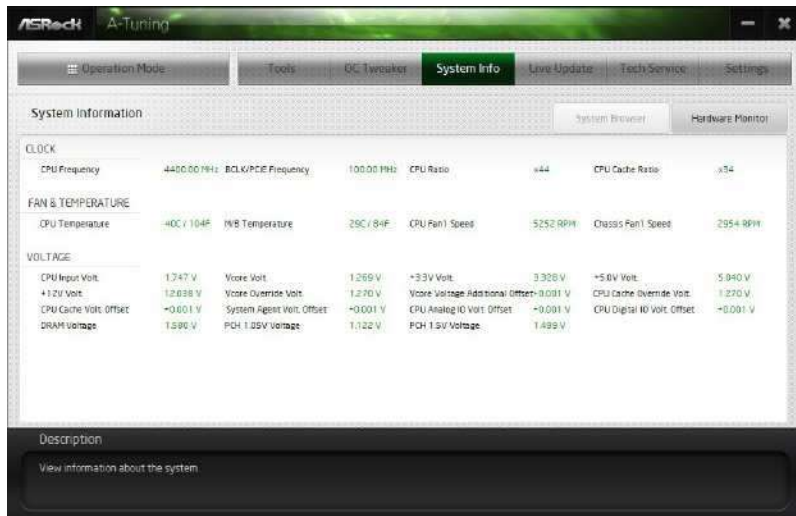 ASRock A-Tuning
Operation Mode Tools OC Tweaker System Info Live Update Tech Service Settings
System Information System Browser Hardware Monitor
CLOCK
CPU Frequency 4400.00 MHz BCLK/PCIE Frequency 100.00 MHz CPU Ratio x44 CPU Cache Ratio x34
FAN & TEMPERATURE
CPU Temperature 40C / 104F M/B Temperature 29C / 84F CPU Fan1 Speed 5252 RPM Chassis Fan1 Speed 2954 RPM
VOLTAGE
CPU Input Volt. 1.747 V Vcore Volt. 1.269 V +3.3V Volt. 3.328 V +5.0V Volt. 5.040 V
+12V Volt. 12.038 V Vcore Override Volt. 1.270 V Vcore Voltage Additional Offset +0.001 V CPU Cache Override Volt. 1.270 V
CPU Cache Volt. Offset +0.001 V System Agent Volt. Offset +0.001 V CPU Analog IO Volt. Offset +0.001 V CPU Digital IO Volt. Offset +0.001 V
DRAM Voltage PCH 1.05V Voltage 1.122 V PCH 1.5V Voltage 1.499 V
Description
View information about the system